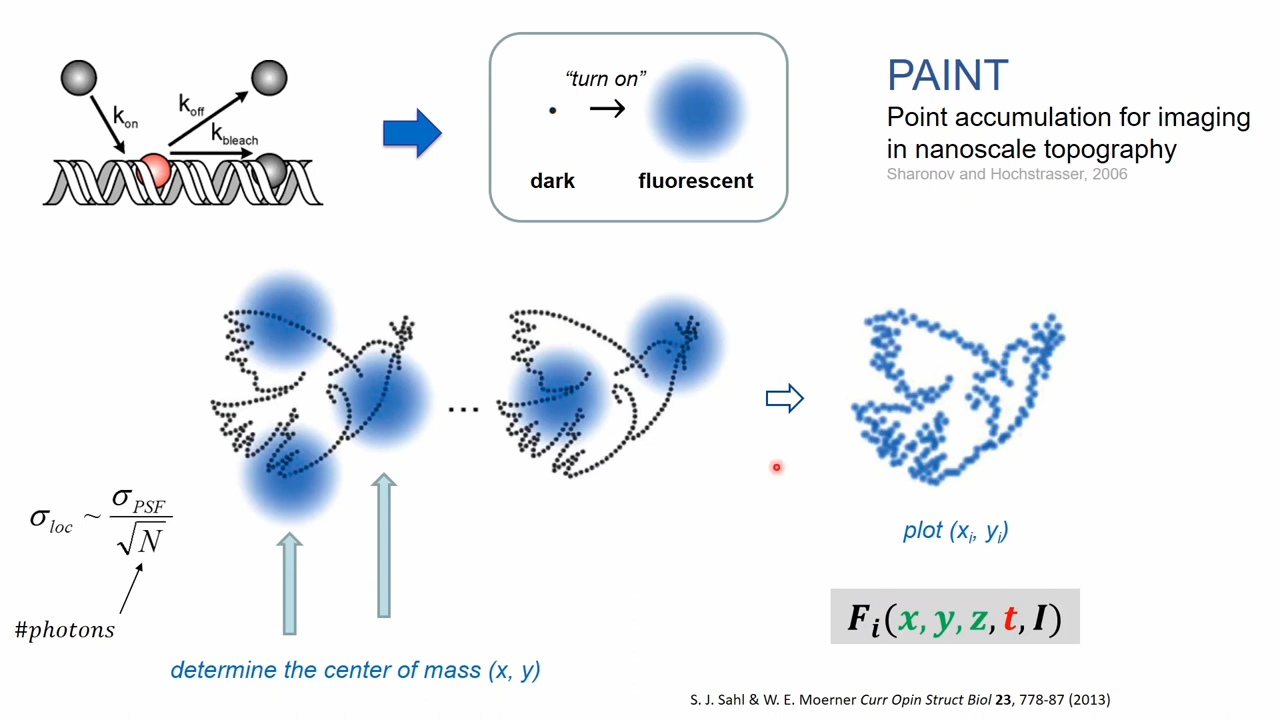 k_on
k_off
k_bleach
“turn on”
dark
fluorescent
PAINT
Point accumulation for imaging
in nanoscale topography
Sharonov and Hochstrasser, 2006
...
σ_loc ~ σ_PSF / √N
#photons
determine the center of mass (x, y)
plot (x_i, y_i)
F_i(x, y, z, t, I)
S. J. Sahl & W. E. Moerner Curr Opin Struct Biol 23, 778-87 (2013)